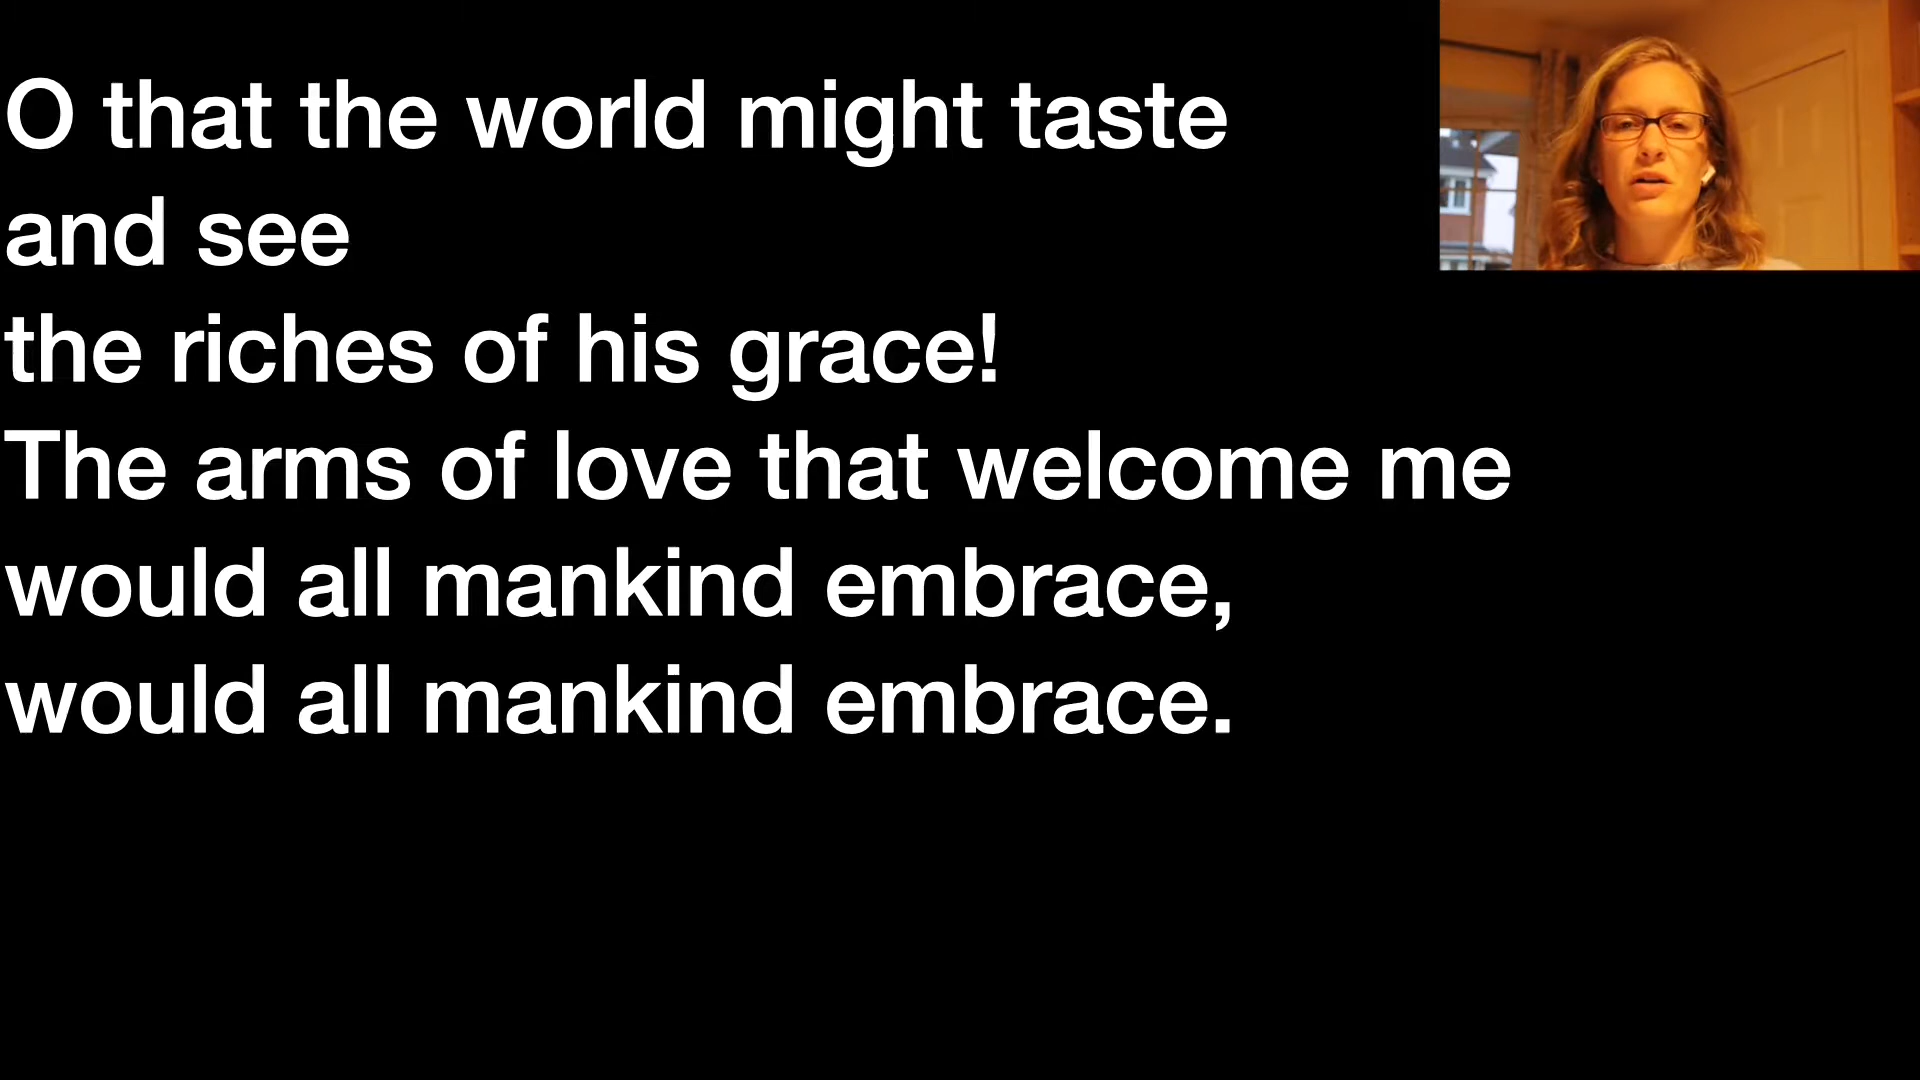 O that the world might taste
and see
the riches of his grace!
The arms of love that welcome me
would all mankind embrace,
would all mankind embrace.